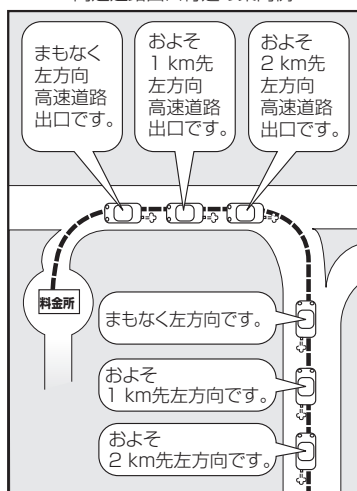 まもなく
左方向
高速道路
出口です。
およそ
1 km先
左方向
高速道路
出口です。
およそ
2 km先
左方向
高速道路
出口です。
料金所
まもなく左方向です。
およそ
1 km先左方向です。
およそ
2 km先左方向です。